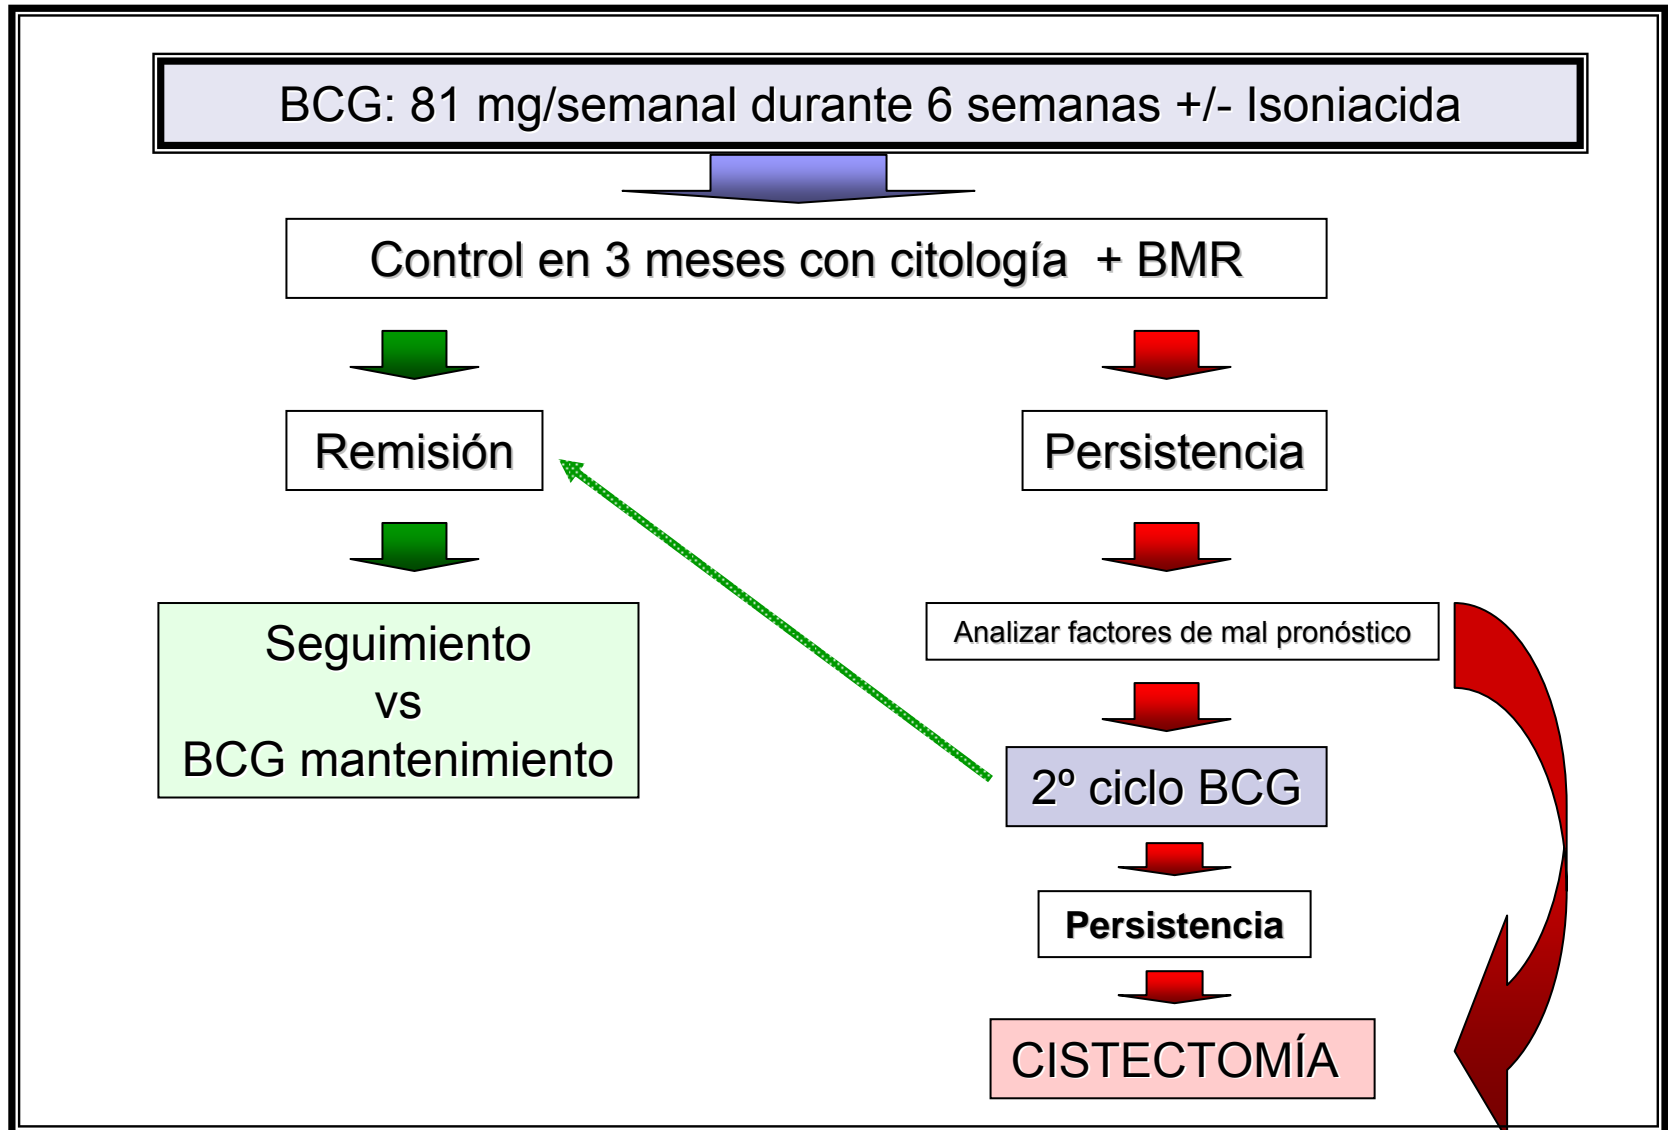 BCG: 81 mg/semanal durante 6 semanas +/- Isoniacida
Control en 3 meses con citología + BMR
Remisión
Persistencia
Seguimiento
vs
BCG mantenimiento
Analizar factores de mal pronóstico
2º ciclo BCG
Persistencia
CISTECTOMÍA